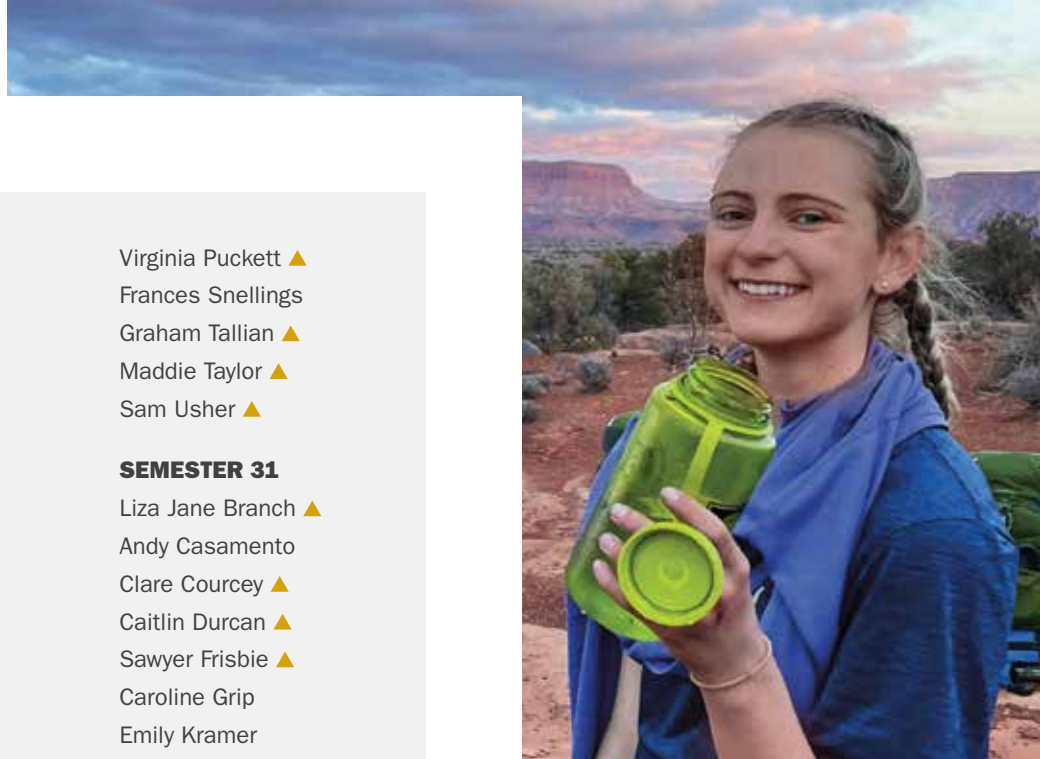 Virginia Puckett ▲
Frances Snellings
Graham Tallian ▲
Maddie Taylor ▲
Sam Usher ▲
SEMESTER 31
Liza Jane Branch ▲
Andy Casamento
Clare Courcey ▲
Caitlin Durcan ▲
Sawyer Frisbie ▲
Caroline Grip
Emily Kramer